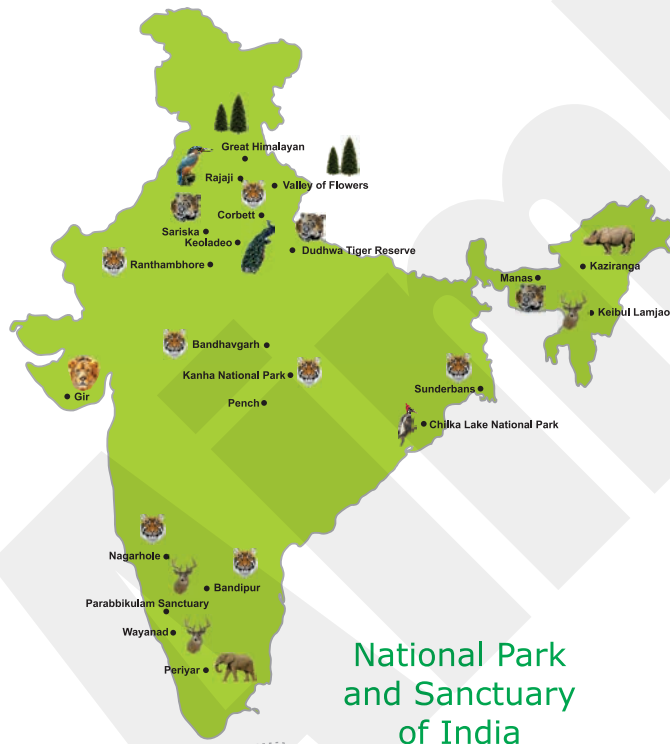 Great Himalayan
Rajaji
Valley of Flowers
Corbett
Sariska
Keoladeo
Dudhwa Tiger Reserve
Ranthambhore
Kaziranga
Manas
Keibul Lamjao
Bandhavgarh
Kanha National Park
Sunderbans
Gir
Pench
Chilka Lake National Park
Nagarhole
Bandipur
Parabbikulam Sanctuary
Wayanad
Periyar
National Park
and Sanctuary
of India